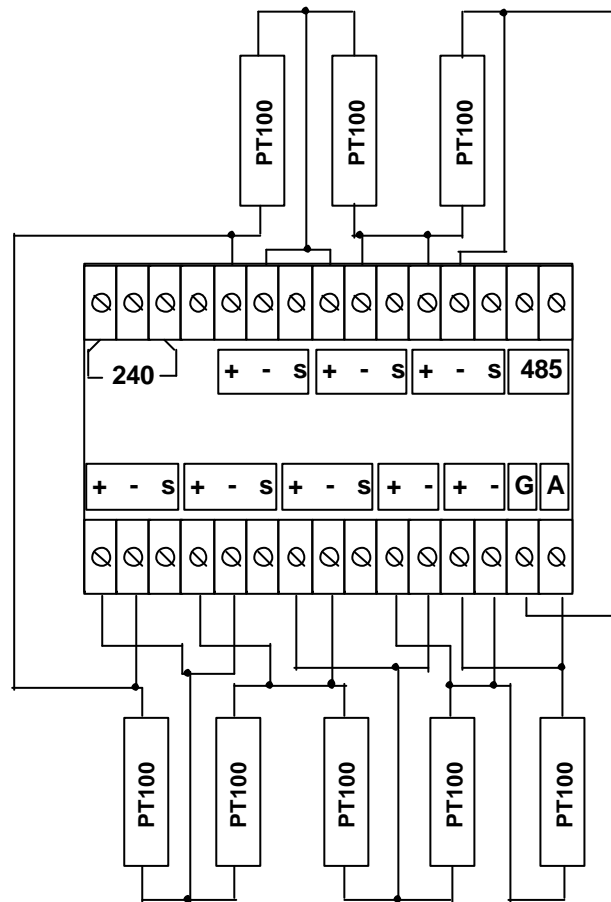 PT100 PT100 PT100
240 + - s + - s + - s 485
+ - s + - s + - s + - + - G A
PT100 PT100 PT100 PT100 PT100